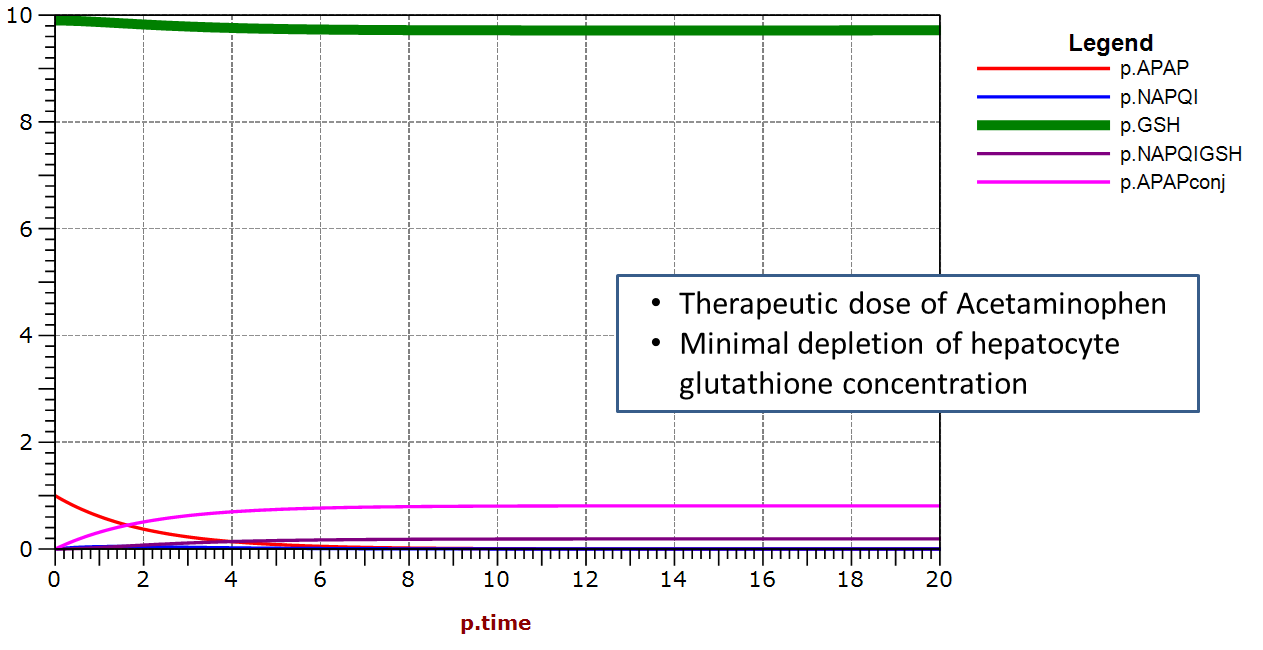 10
8
6
4
2
0
0 2 4 6 8 10 12 14 16 18 20
p.time
Legend
p.APAP
p.NAPQI
p.GSH
p.NAPQIGSH
p.APAPconj
• Therapeutic dose of Acetaminophen
• Minimal depletion of hepatocyte
glutathione concentration